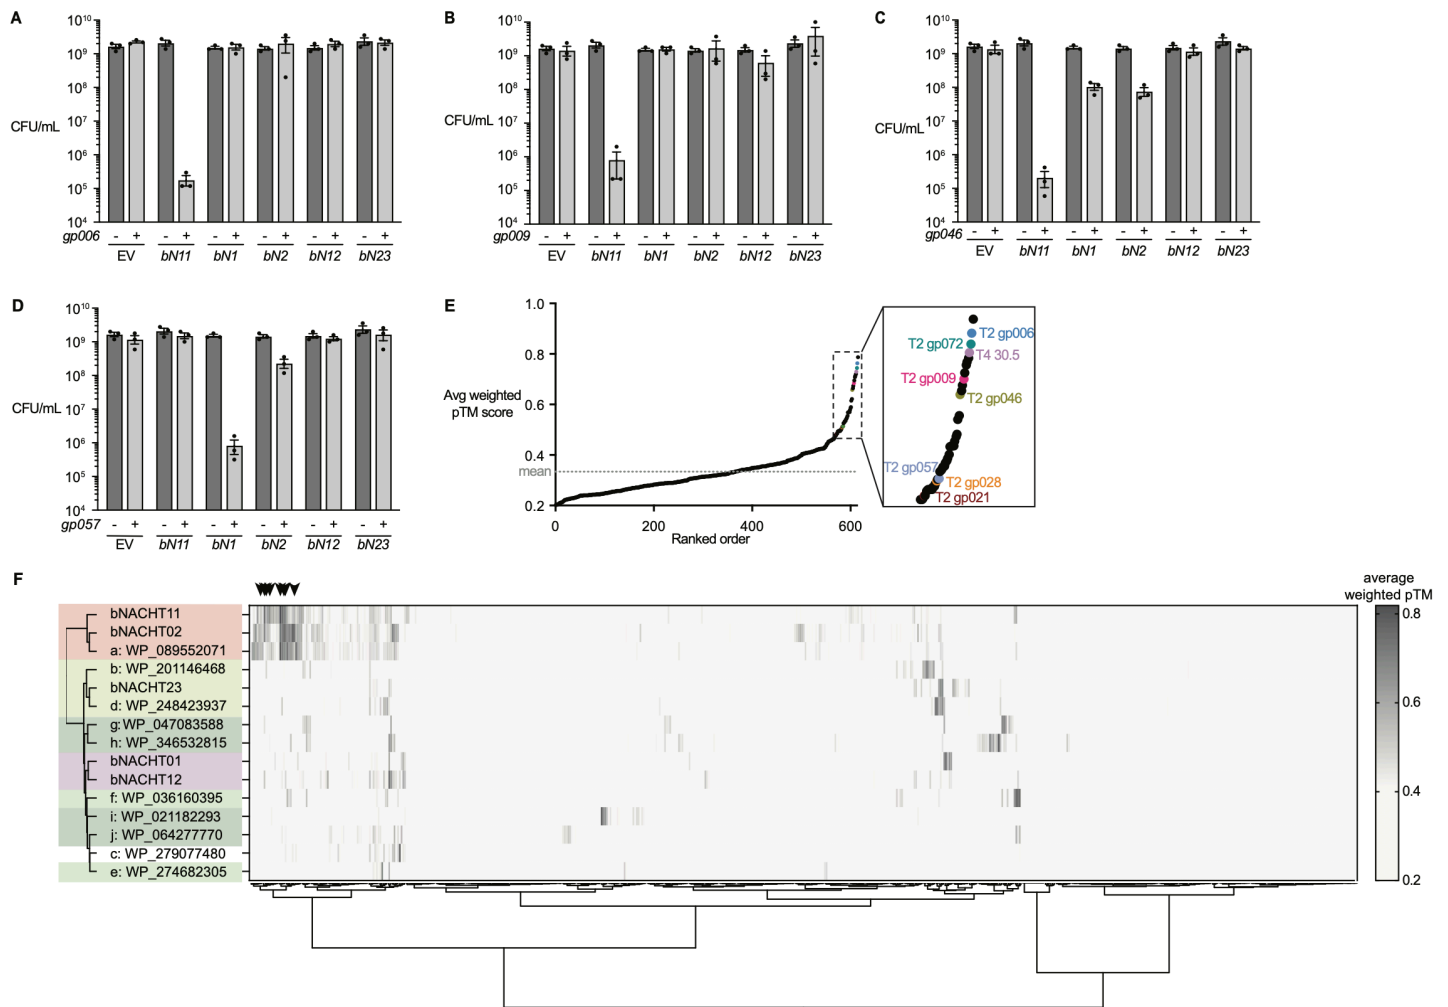 A
10^10
10^9
10^8
10^7
CFU/mL
10^6
10^5
10^4
gp006 - + - + - + - + - + - +
EV bN11 bN1 bN2 bN12 bN23
B
10^10
10^9
10^8
10^7
CFU/mL
10^6
10^5
10^4
gp009 - + - + - + - + - + - +
EV bN11 bN1 bN2 bN12 bN23
C
10^10
10^9
10^8
10^7
CFU/mL
10^6
10^5
10^4
gp046 - + - + - + - + - + - +
EV bN11 bN1 bN2 bN12 bN23
D
10^10
10^9
10^8
10^7
CFU/mL
10^6
10^5
10^4
gp057 - + - + - + - + - + - +
EV bN11 bN1 bN2 bN12 bN23
E
1.0
0.8
Avg weighted
pTM score
0.6
0.4
mean
0.2
0 200 400 600
Ranked order
T2 gp006
T2 gp072
T4 30.5
T2 gp009
T2 gp046
T2 gp057
T2 gp028
T2 gp021
F
bNACHT11
bNACHT02
a: WP_089552071
b: WP_201146468
bNACHT23
d: WP_248423937
g: WP_047083588
h: WP_346532815
bNACHT01
bNACHT12
f: WP_036160395
i: WP_021182293
j: WP_064277770
c: WP_279077480
e: WP_274682305
average
weighted pTM
0.8
0.6
0.4
0.2